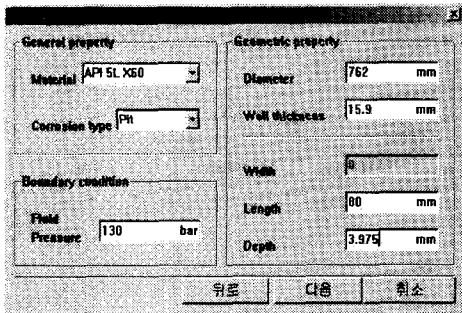 General property
Material API 5L X60
Corrosion type Pit
Boundary condition
Fluid
Pressure 130 bar
Geometric property
Diameter 762 mm
Wall thickness 15.9 mm
Width 0
Length 80 mm
Depth 3.975 mm
뒤로 다음 취소